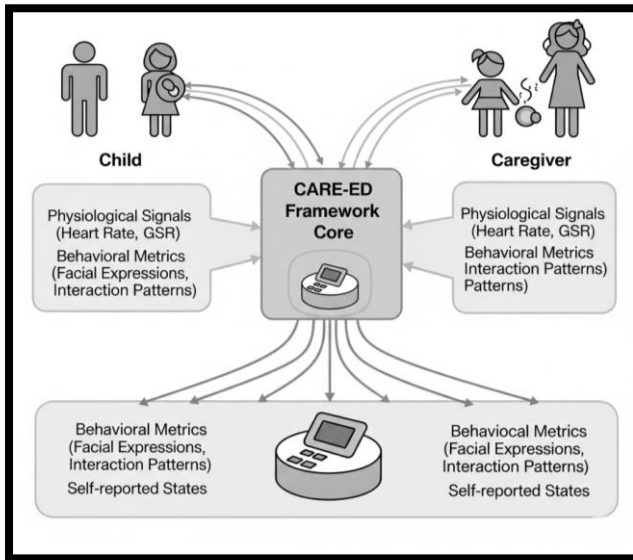 Child
Caregiver
CARE-ED
Framework
Core
Physiological Signals
(Heart Rate, GSR)
Behavioral Metrics
(Facial Expressions,
Interaction Patterns)
Physiological Signals
(Heart Rate, GSR)
Behavioral Metrics
Interaction Patterns)
Patterns)
Behavioral Metrics
(Facial Expressions,
Interaction Patterns)
Self-reported States
Behaviocal Metrics
(Facial Expressions,
Interaction Patterns)
Self-reported States